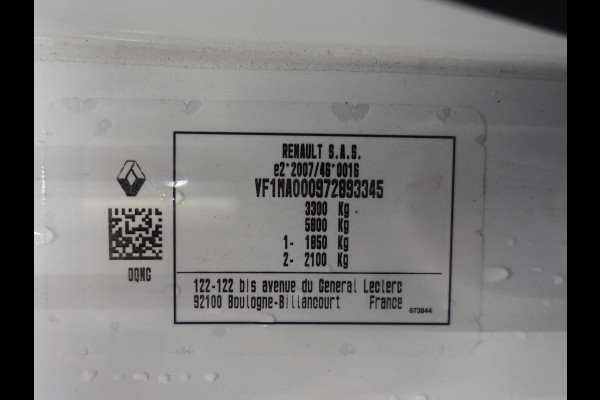 RENAULT S.A.S.
e2*2007/46*0016
VF1MA000972893345
3300 Kg
5800 Kg
1- 1850 Kg
2- 2100 Kg
0QNG
122-122 bis avenue du General Leclerc
92100 Boulogne-Billancourt France
673844